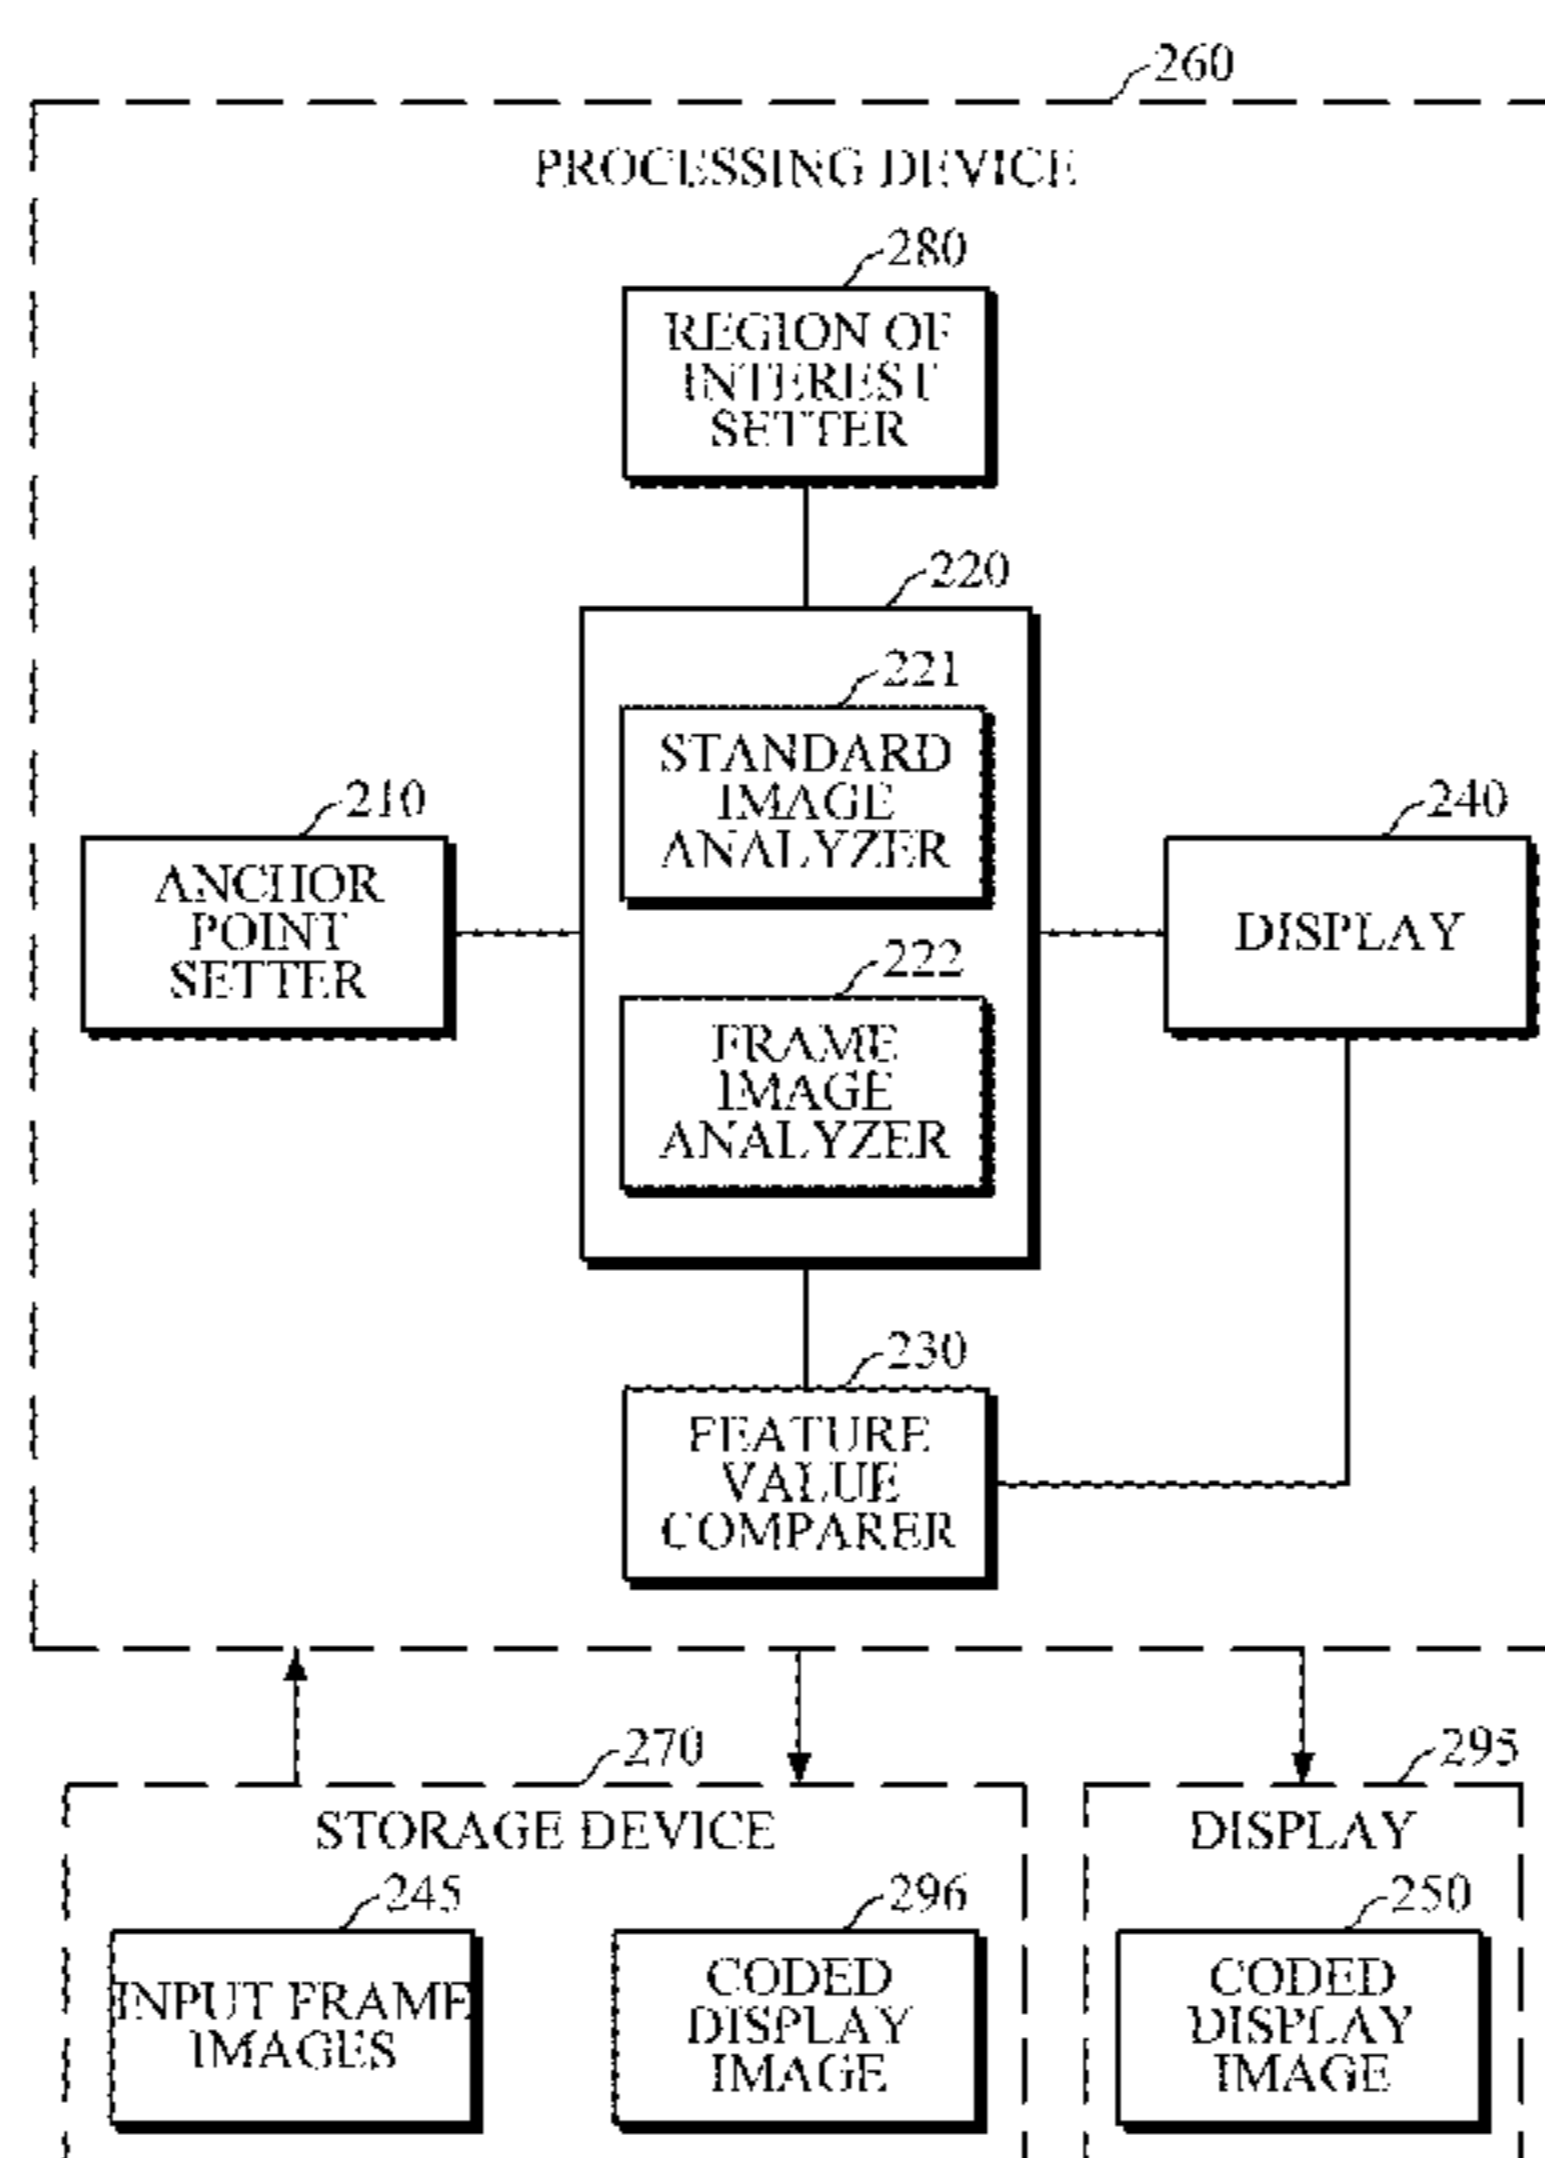 260
PROCESSING DEVICE
280
REGION OF
INTEREST
SETTER
220
221
STANDARD
IMAGE
ANALYZER
210
ANCHOR
POINT
SETTER
240
DISPLAY
222
FRAME
IMAGE
ANALYZER
230
FEATURE
VALUE
COMPARER
270
STORAGE DEVICE
295
DISPLAY
245
INPUT FRAME
IMAGES
296
CODED
DISPLAY
IMAGE
250
CODED
DISPLAY
IMAGE